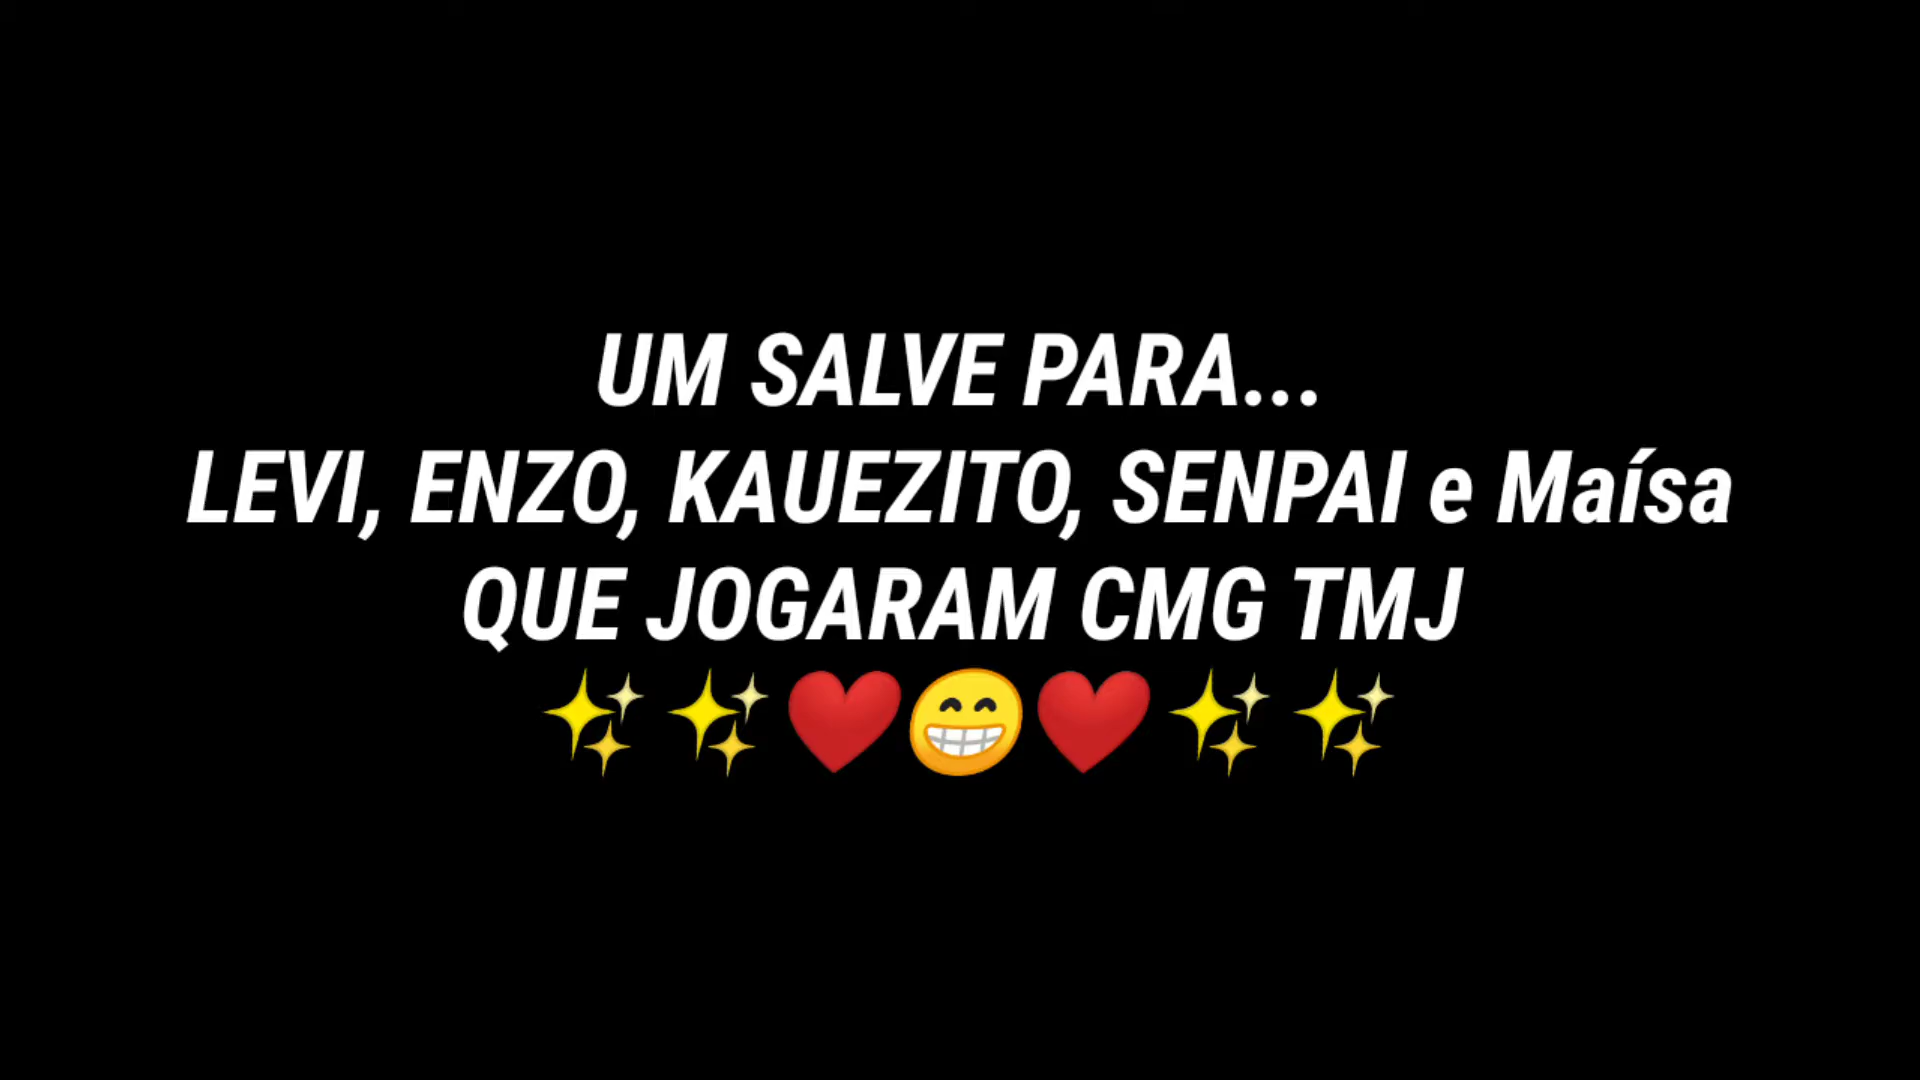 UM SALVE PARA...
LEVI, ENZO, KAUEZITO, SENPAI e Maísa
QUE JOGARAM CMG TMJ
✨✨❤️😁❤️✨✨